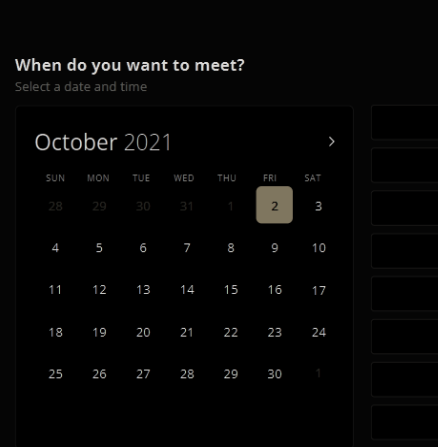 When do you want to meet?
Select a date and time
October 2021
SUN MON TUE WED THU FRI SAT
28 29 30 31 1 2 3
4 5 6 7 8 9 10
11 12 13 14 15 16 17
18 19 20 21 22 23 24
25 26 27 28 29 30 1